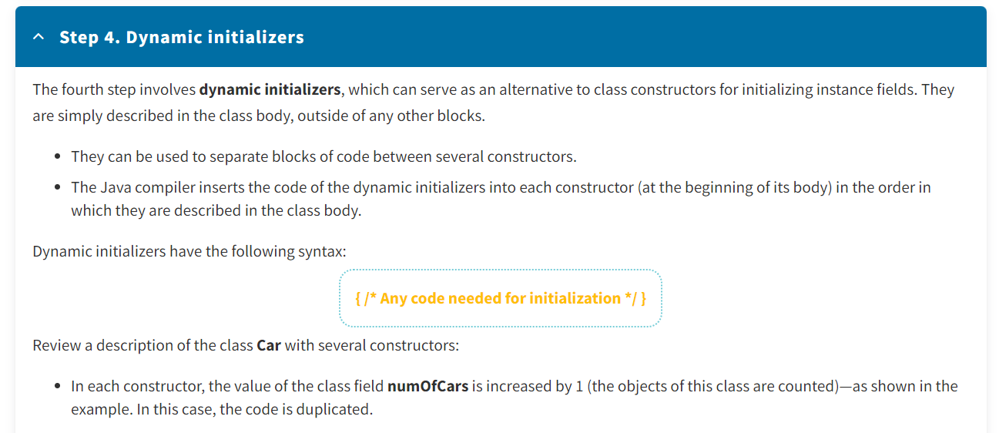 Step 4. Dynamic initializers
The fourth step involves dynamic initializers, which can serve as an alternative to class constructors for initializing instance fields. They
are simply described in the class body, outside of any other blocks.
• They can be used to separate blocks of code between several constructors.
• The Java compiler inserts the code of the dynamic initializers into each constructor (at the beginning of its body) in the order in
which they are described in the class body.
Dynamic initializers have the following syntax:
{ /* Any code needed for initialization */ }
Review a description of the class Car with several constructors:
• In each constructor, the value of the class field numOfCars is increased by 1 (the objects of this class are counted)—as shown in the
example. In this case, the code is duplicated.